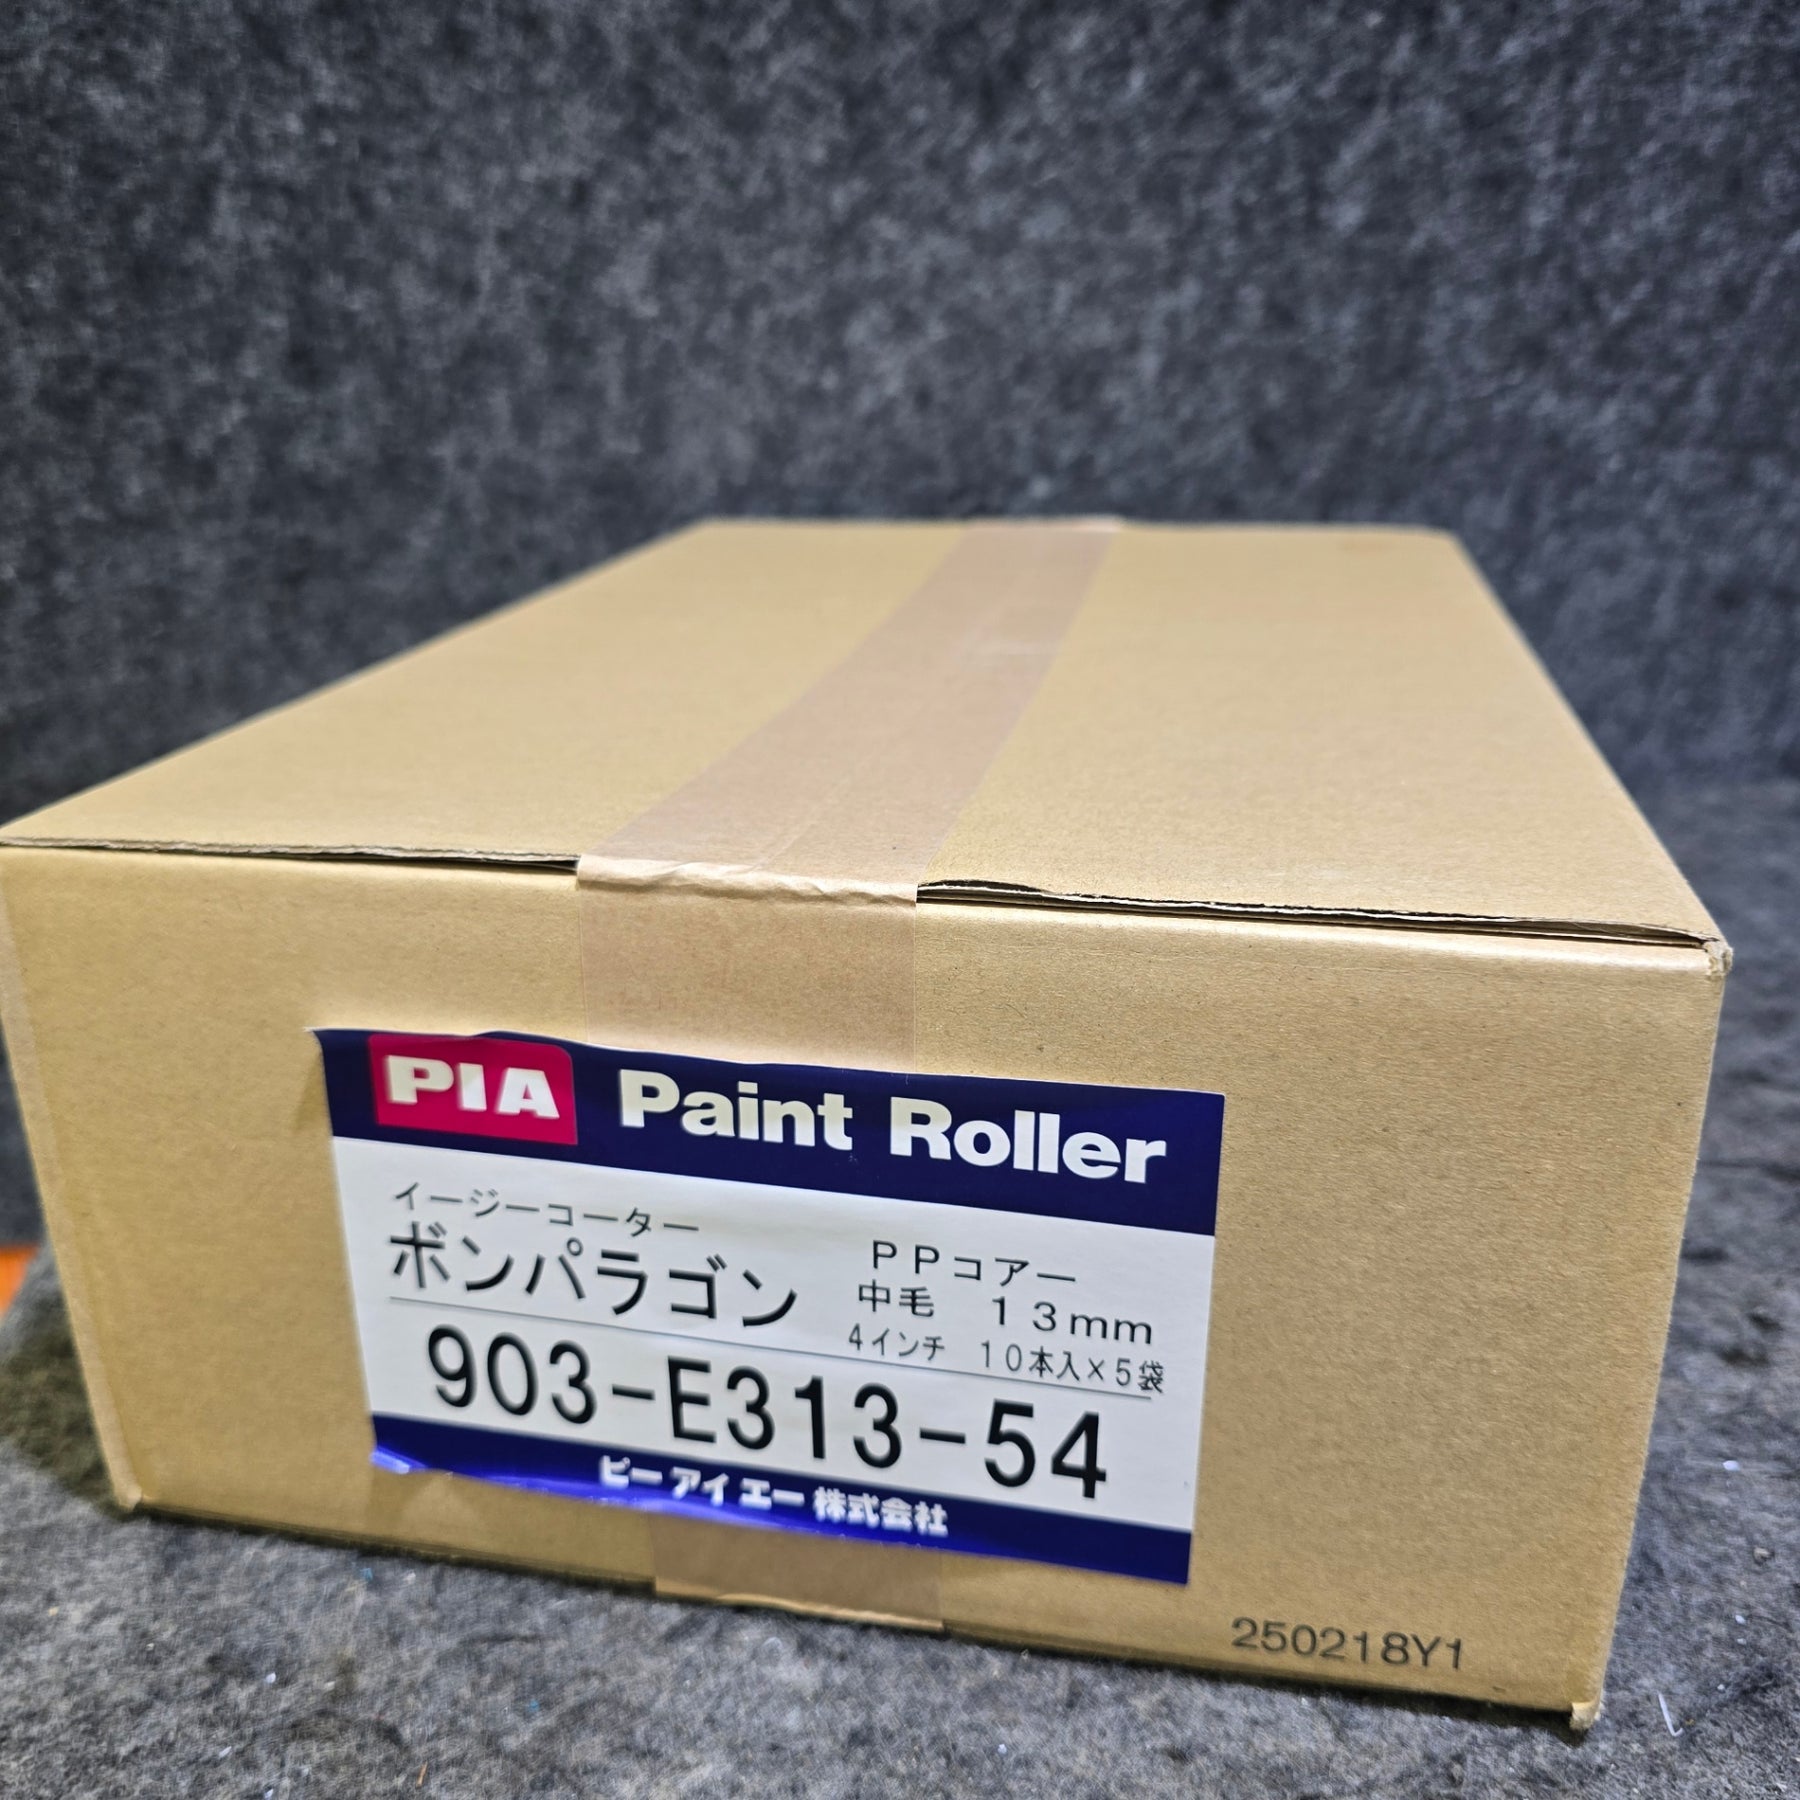 PIA Paint Roller
イージーコーター
ボンパラゴン
PPコアー
中毛 13mm
4インチ 10本入×5袋
903-E313-54
ピーアイエー株式会社
250218Y1